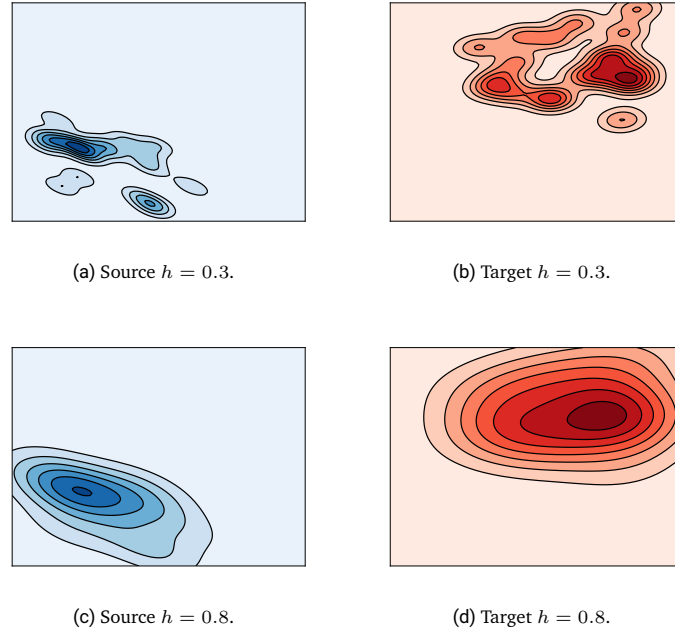 (a) Source h = 0.3.
(b) Target h = 0.3.
(c) Source h = 0.8.
(d) Target h = 0.8.